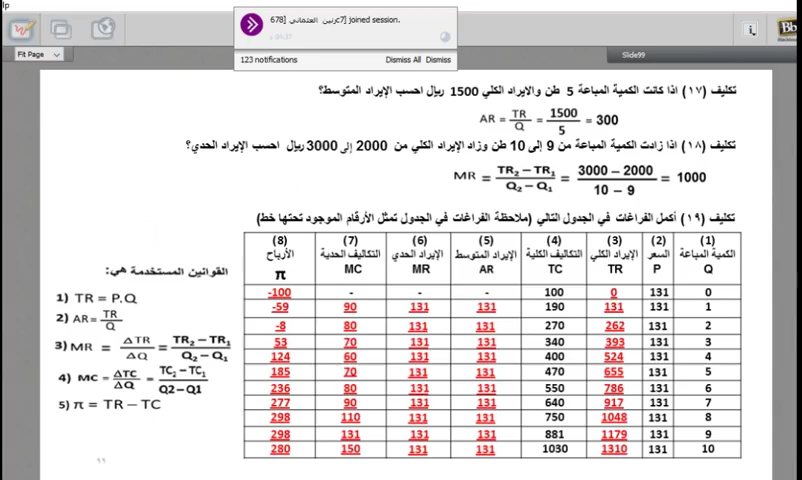 lp
678] رنين العتماني7c] joined session.
123 notifications Dismiss All Dismiss
Fit Page
Slide99
Bb
تكليف (١٧) اذا كانت الكمية المباعة 5 طن والايراد الكلي 1500 ريال احسب الإيراد المتوسط؟
AR = TR/Q = 1500/5 = 300
تكليف (١٨) اذا زادت الكمية المباعة من 9 إلى 10 طن وزاد الإيراد الكلي من 2000 إلى 3000 ريال احسب الإيراد الحدي؟
MR = TR₂ – TR₁/Q₂ – Q₁ = 3000 – 2000/10 – 9 = 1000
تكليف (١٩) أكمل الفراغات في الجدول التالي (ملاحظة الفراغات في الجدول تمثل الأرقام الموجود تحتها خط)
(8) (7) (6) (5) (4) (3) (2) (1)
الأرباح التكاليف الحدية الإيراد الحدي الإيراد المتوسط التكاليف الكلية الإيراد الكلي السعر الكمية المباعة
π MC MR AR TC TR P Q
-100 - - - 100 0 131 0
-59 90 131 131 190 131 131 1
-8 80 131 131 270 262 131 2
53 70 131 131 340 393 131 3
124 60 131 131 400 524 131 4
185 70 131 131 470 655 131 5
236 80 131 131 550 786 131 6
277 90 131 131 640 917 131 7
298 110 131 131 750 1048 131 8
298 131 131 131 881 1179 131 9
280 150 131 131 1030 1310 131 10
القوانين المستخدمة هي:
1) TR = P.Q
2) AR = TR/Q
3) MR = ΔTR/ΔQ = TR₂ – TR₁/Q₂ – Q₁
4) MC = ΔTC/ΔQ = TC₂ – TC₁/Q2 – Q1
5) π = TR – TC
٩٩